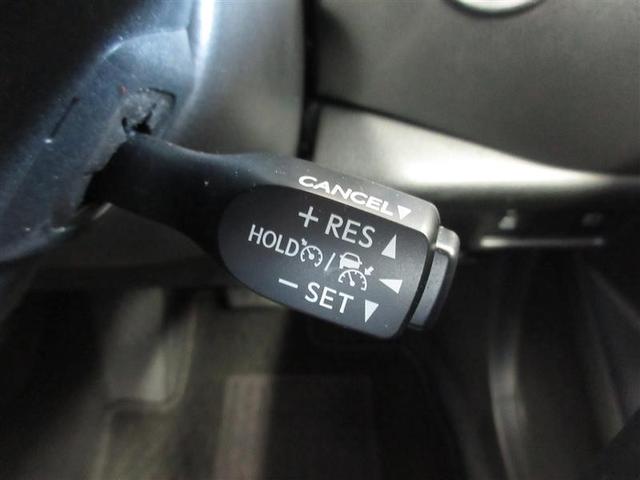 CANCEL▼
+ RES ▲
HOLD / ◀
− SET ▼